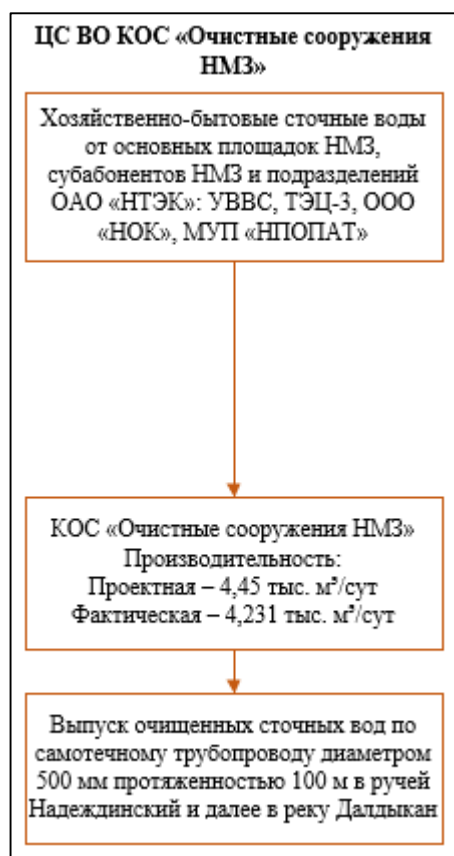 ЦС ВО КОС «Очистные сооружения
НМЗ»
Хозяйственно-бытовые сточные воды
от основных площадок НМЗ,
субабонентов НМЗ и подразделений
ОАО «НТЭК»: УВВС, ТЭЦ-3, ООО
«НОК», МУП «НПОПАТ»
КОС «Очистные сооружения НМЗ»
Производительность:
Проектная – 4,45 тыс. м³/сут
Фактическая – 4,231 тыс. м³/сут
Выпуск очищенных сточных вод по
самотечному трубопроводу диаметром
500 мм протяженностью 100 м в ручей
Надеждинский и далее в реку Далдыкан